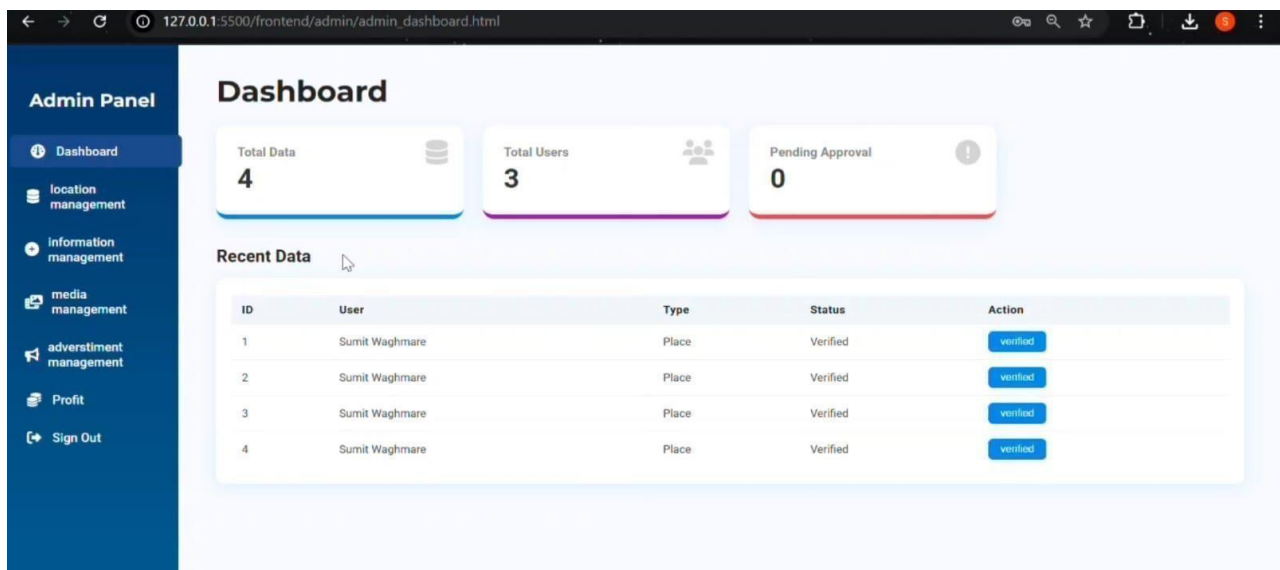 127.0.0.1:5500/frontend/admin/admin_dashboard.html
S
Admin Panel
Dashboard
location
management
information
management
media
management
adverstiment
management
Profit
Sign Out
Dashboard
Total Data
4
Total Users
3
Pending Approval
0
Recent Data
ID User Type Status Action
1 Sumit Waghmare Place Verified verified
2 Sumit Waghmare Place Verified verified
3 Sumit Waghmare Place Verified verified
4 Sumit Waghmare Place Verified verified